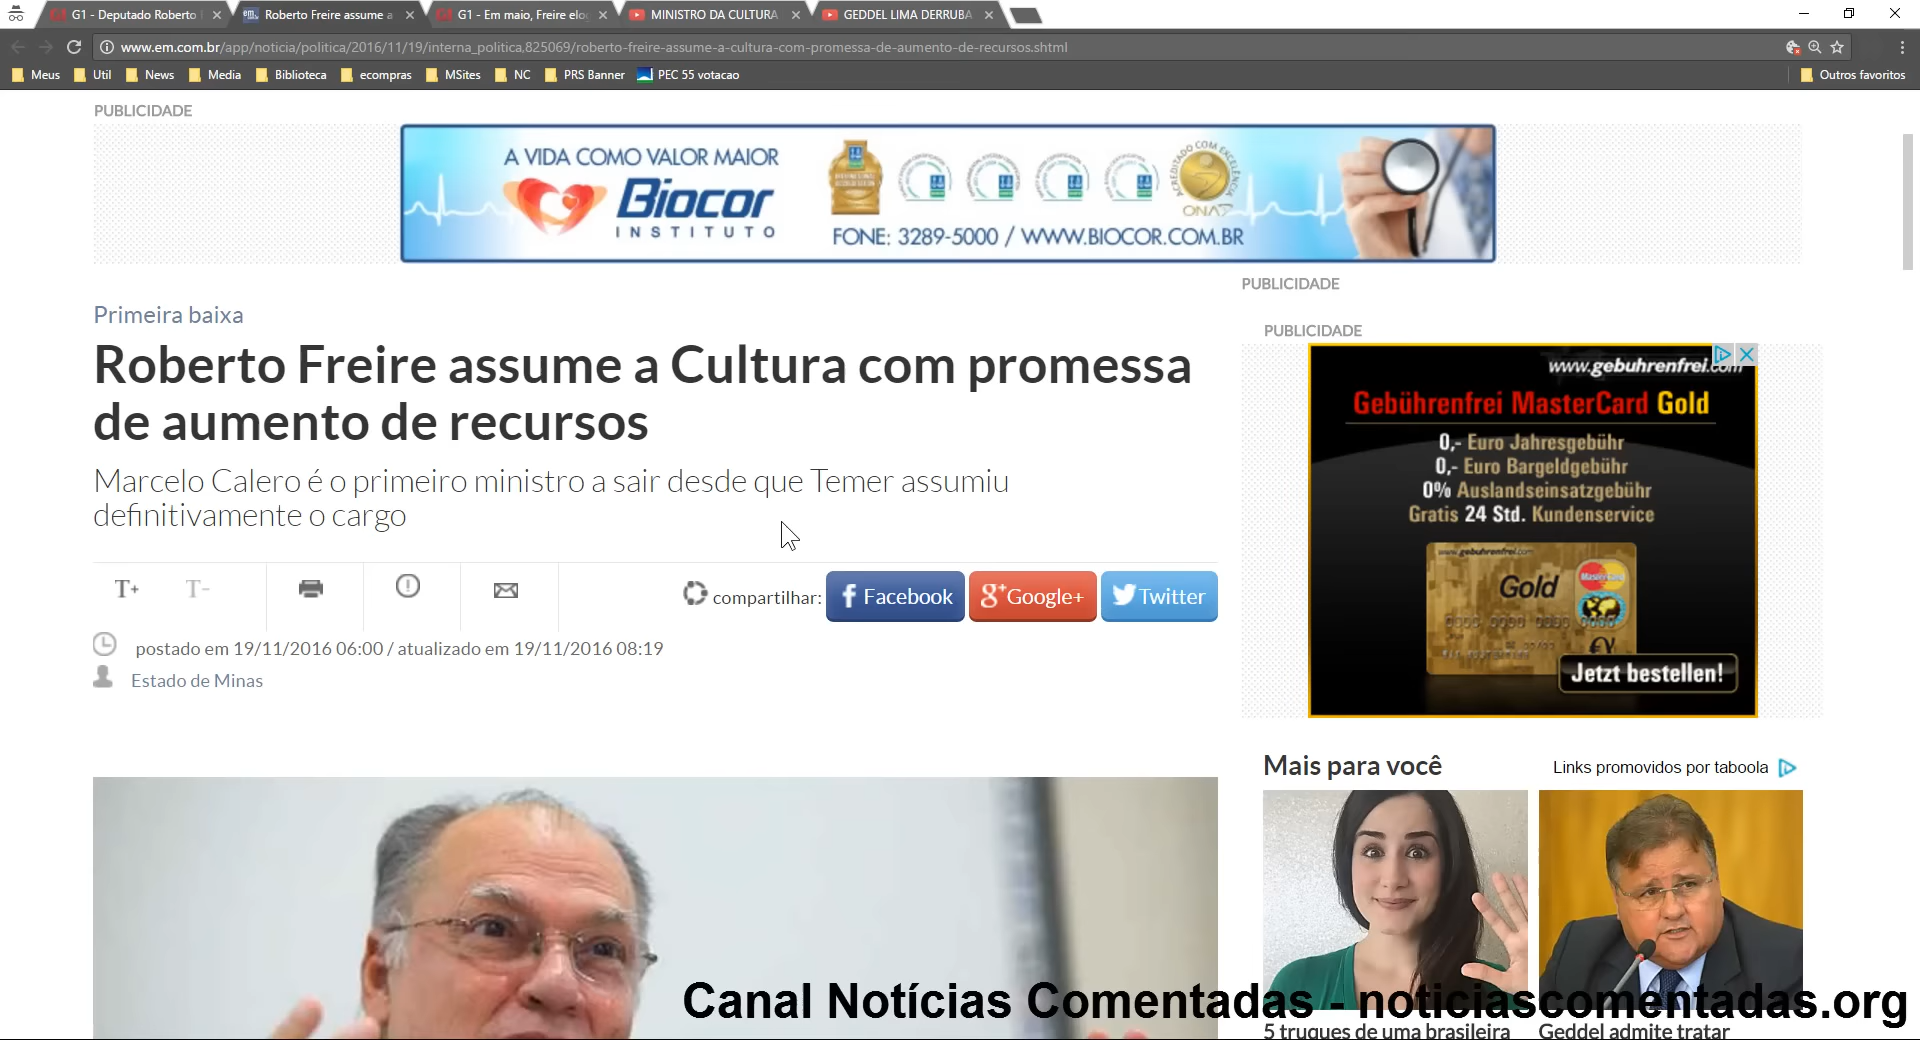 G1 - Deputado Roberto
Roberto Freire assume a
G1 - Em maio, Freire elo
MINISTRO DA CULTURA
GEDDEL LIMA DERRUBA
www.em.com.br/app/noticia/politica/2016/11/19/interna_politica,825069/roberto-freire-assume-a-cultura-com-promessa-de-aumento-de-recursos.shtml
Meus
Util
News
Media
Biblioteca
ecompras
MSites
NC
PRS Banner
PEC 55 votacao
Outros favoritos
PUBLICIDADE
A VIDA COMO VALOR MAIOR
Biocor
INSTITUTO
ACREDITADO COM EXCELÊNCIA
ONA
FONE: 3289-5000 / WWW.BIOCOR.COM.BR
PUBLICIDADE
PUBLICIDADE
Primeira baixa
Roberto Freire assume a Cultura com promessa
de aumento de recursos
Marcelo Calero é o primeiro ministro a sair desde que Temer assumiu
definitivamente o cargo
T+
T-
compartilhar:
Facebook
g+ Google+
Twitter
postado em 19/11/2016 06:00 / atualizado em 19/11/2016 08:19
Estado de Minas
www.gebuhrenfrei.com
Gebührenfrei MasterCard Gold
0,- Euro Jahresgebühr
0,- Euro Bargeldgebühr
0% Auslandseinsatzgebühr
Gratis 24 Std. Kundenservice
www.gebuhrenfrei.com
Gold
MasterCard
Jetzt bestellen!
Mais para você
Links promovidos por taboola
Canal Notícias Comentadas - noticiascomentadas.org
5 truques de uma brasileira
Geddel admite tratar